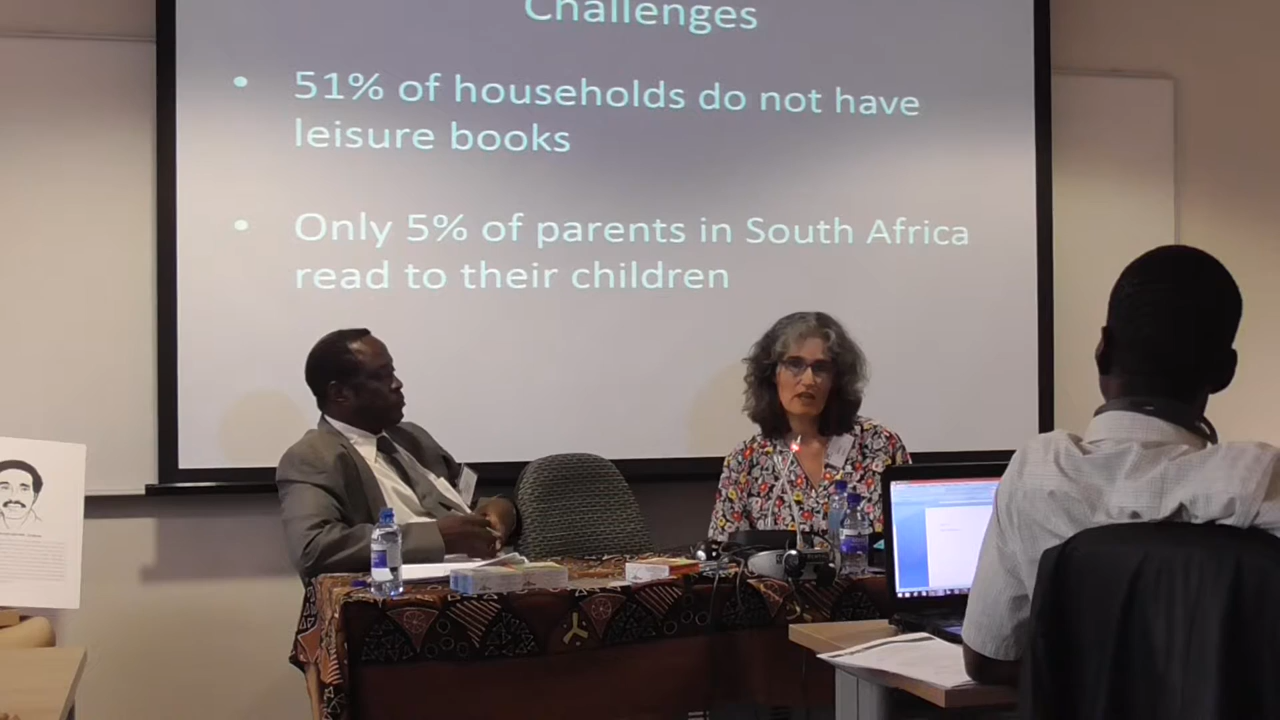 Challenges
• 51% of households do not have
leisure books
• Only 5% of parents in South Africa
read to their children